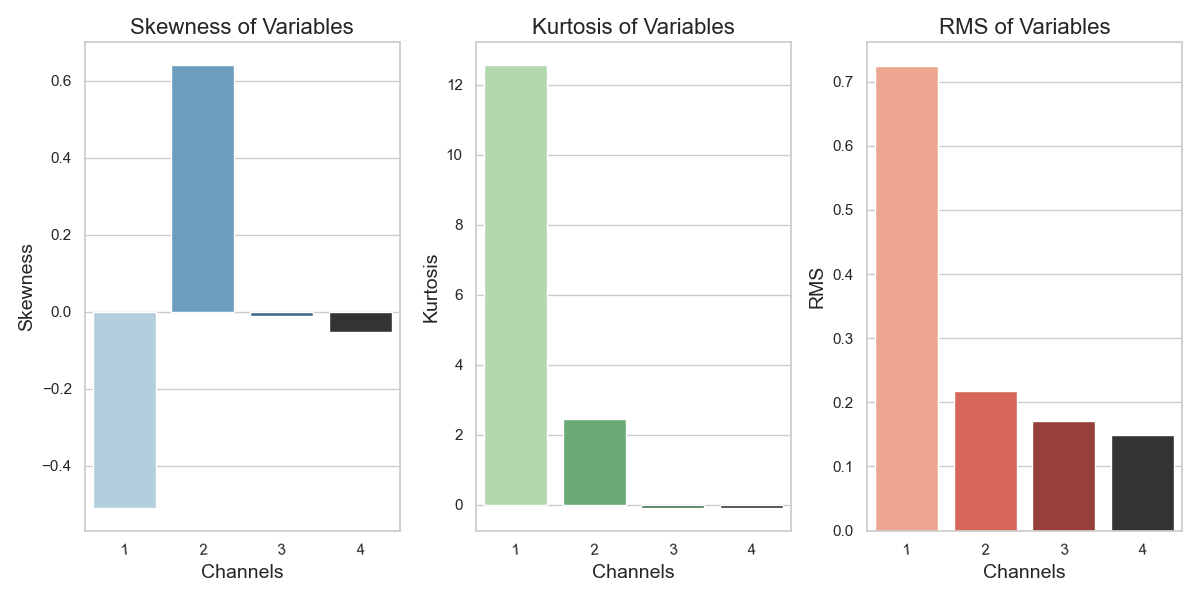 Skewness of Variables
Skewness
0.6
0.4
0.2
0.0
−0.2
−0.4
1 2 3 4
Channels
Kurtosis of Variables
Kurtosis
12
10
8
6
4
2
0
1 2 3 4
Channels
RMS of Variables
RMS
0.7
0.6
0.5
0.4
0.3
0.2
0.1
0.0
1 2 3 4
Channels